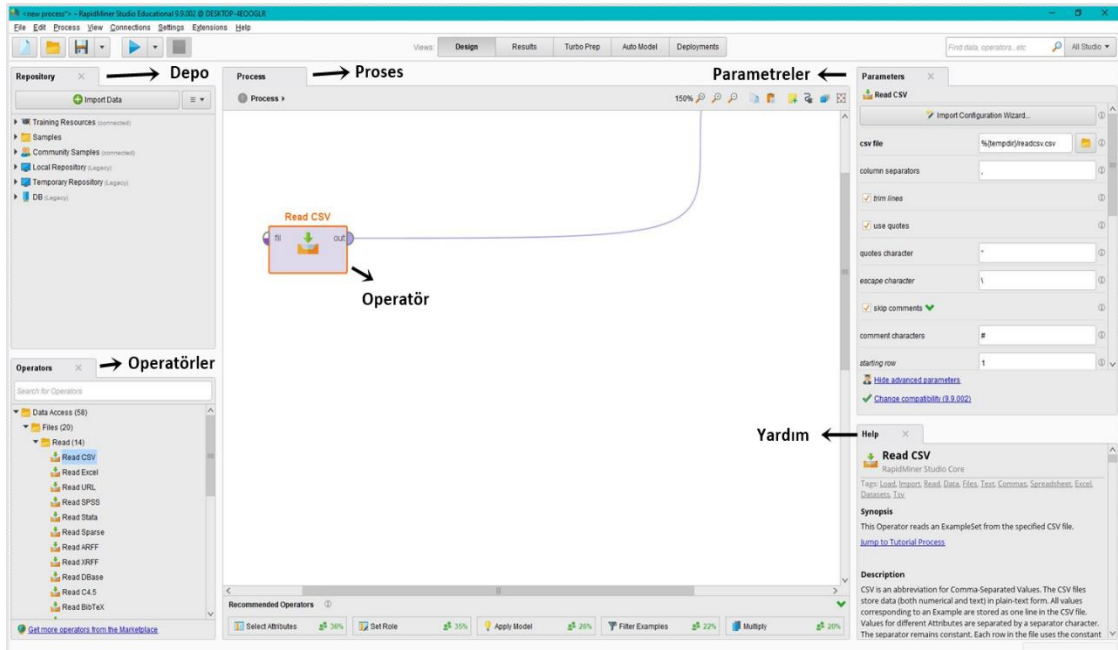 <new process*> – RapidMiner Studio Educational 9.9.002 @ DESKTOP-4EOOGLR
File Edit Process View Connections Settings Extensions Help
Views: Design Results Turbo Prep Auto Model Deployments
Find data, operators...etc All Studio
Repository
Depo
Import Data
Training Resources (connected)
Samples
Community Samples (connected)
Local Repository (Legacy)
Temporary Repository (Legacy)
DB (Legacy)
Operators
Operatörler
Search for Operators
Data Access (58)
Files (20)
Read (14)
Read CSV
Read Excel
Read URL
Read SPSS
Read Stata
Read Sparse
Read ARFF
Read XRFF
Read DBase
Read C4.5
Read BibTeX
Get more operators from the Marketplace
Process
Proses
Process
150%
Read CSV
fil out
Operatör
Recommended Operators
Select Attributes 36%
Set Role 35%
Apply Model 26%
Filter Examples 22%
Multiply 20%
Parametreler
Parameters
Read CSV
Import Configuration Wizard...
csv file %{tempdir}/readcsv.csv
column separators ,
trim lines
use quotes
quotes character "
escape character \
skip comments
comment characters #
starting row 1
Hide advanced parameters
Change compatibility (9.9.002)
Yardım
Help
Read CSV
RapidMiner Studio Core
Tags: Load, Import, Read, Data, Files, Text, Commas, Spreadsheet, Excel,
Datasets, Tsv
Synopsis
This Operator reads an ExampleSet from the specified CSV file.
Jump to Tutorial Process
Description
CSV is an abbreviation for Comma-Separated Values. The CSV files
store data (both numerical and text) in plain-text form. All values
corresponding to an Example are stored as one line in the CSV file.
Values for different Attributes are separated by a separator character.
The separator remains constant. Each row in the file uses the constant